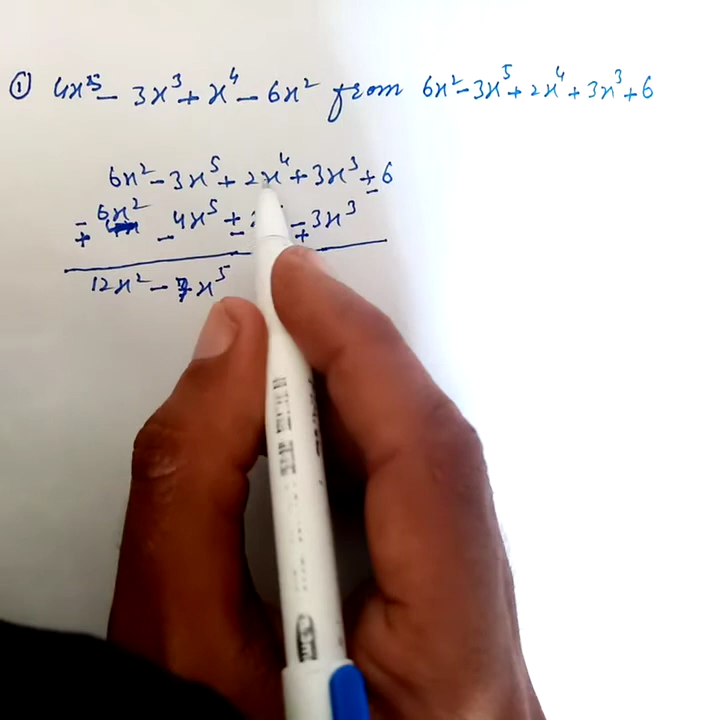 ① 4x⁵ - 3x³ + x⁴ - 6x² from 6x² - 3x⁵ + 2x⁴ + 3x³ + 6
6x² - 3x⁵ + 2x⁴ + 3x³ + 6
- 6x² 4x⁵ + - 3x³ -
+ - - +
12x² - 7x⁵